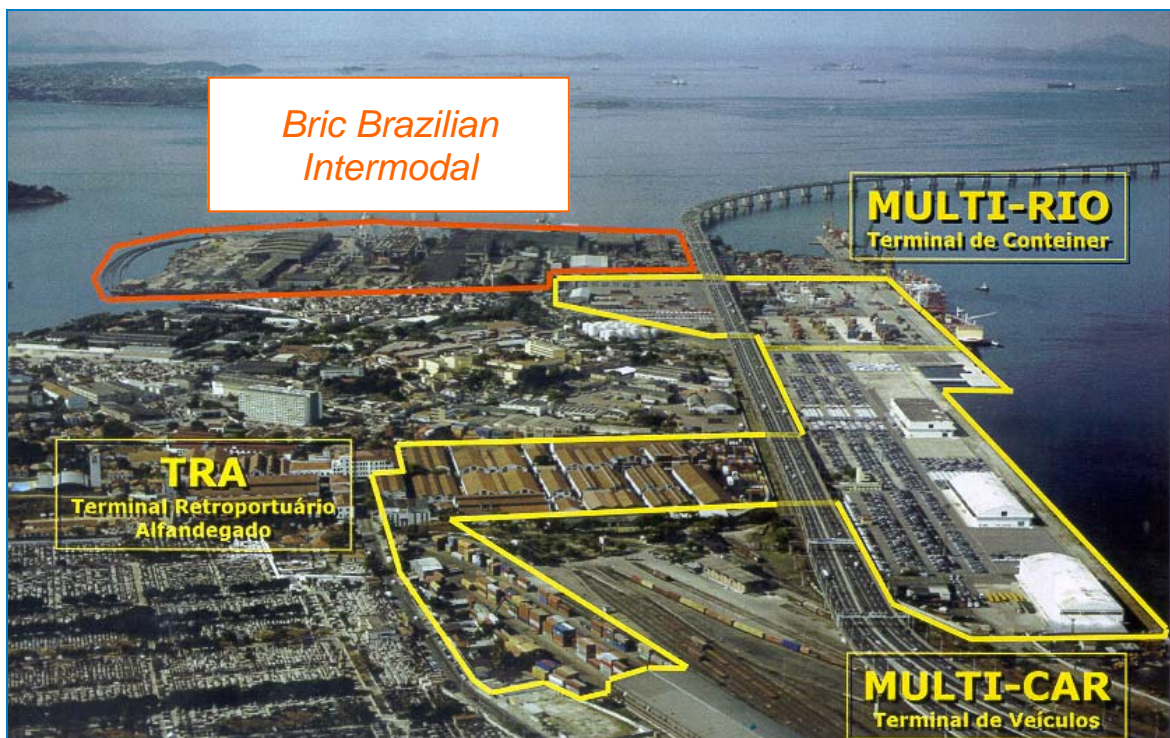 Bric Brazilian
Intermodal
MULTI-RIO
Terminal de Conteiner
TRA
Terminal Retroportuário
Alfandegado
MULTI-CAR
Terminal de Veículos